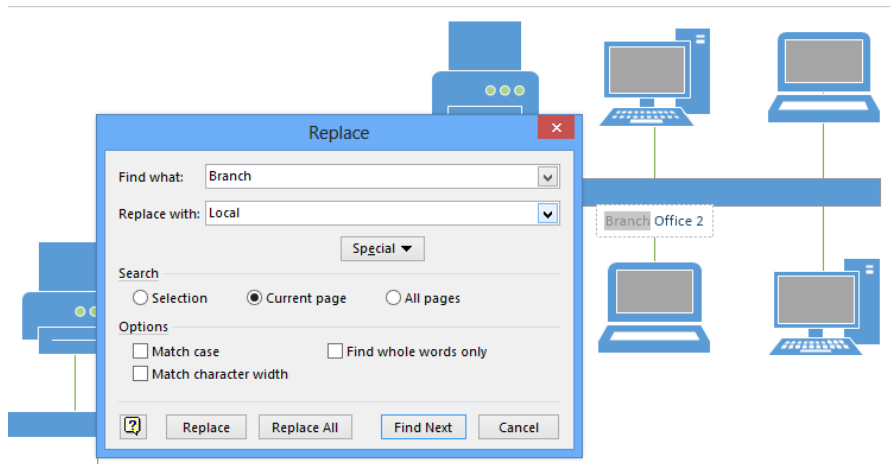 Replace
Find what: Branch
Replace with: Local
Special
Search
Selection Current page All pages
Options
Match case Find whole words only
Match character width
Replace Replace All Find Next Cancel
Branch Office 2